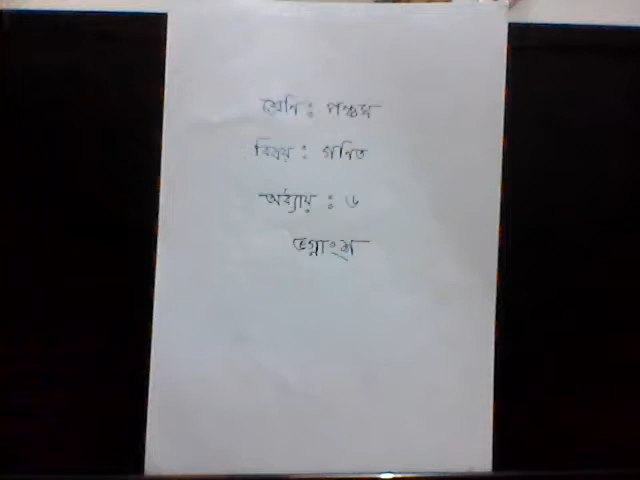 শ্রেণি : পঞ্চম
বিষয় : গণিত
অধ্যায় : ৬
ভগ্নাংশ